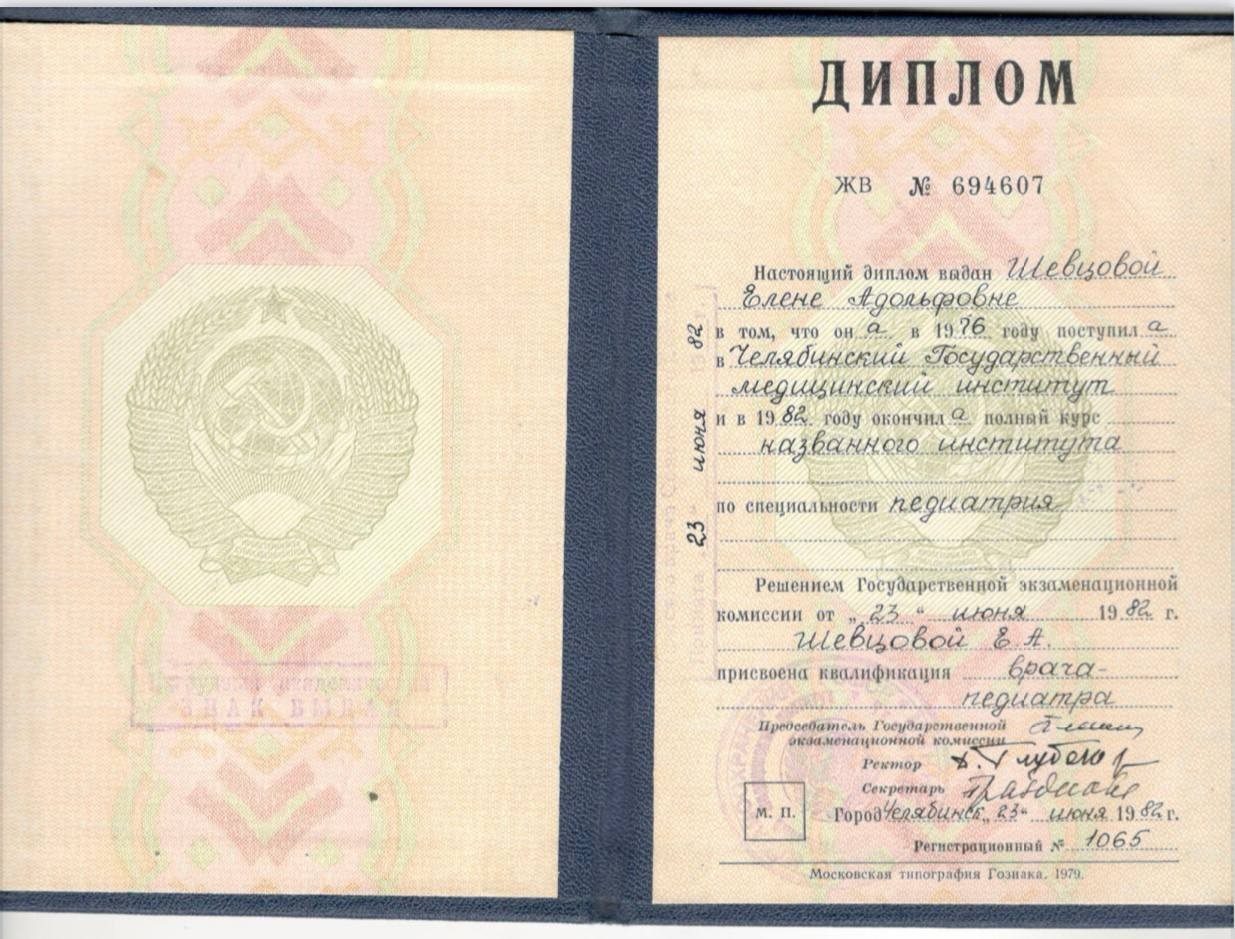 ДИПЛОМ
ЖВ № 694607
Настоящий диплом выдан Шевцовой
Елене Адольфовне
в том, что он а в 1976 году поступил а
в Челябинский Государственный
медицинский институт
и в 1982 году окончил а полный курс
названного института
по специальности педиатрия
Решением Государственной экзаменационной
комиссии от „23“ июня 1982 г.
Шевцовой Е. А.
присвоена квалификация врача-
педиатра
Председатель Государственной
экзаменационной комиссии
Ректор
Секретарь
М. П.
Город Челябинск „23“ июня 1982 г.
Регистрационный № 1065
Московская типография Гознака. 1979.
23 июня 82